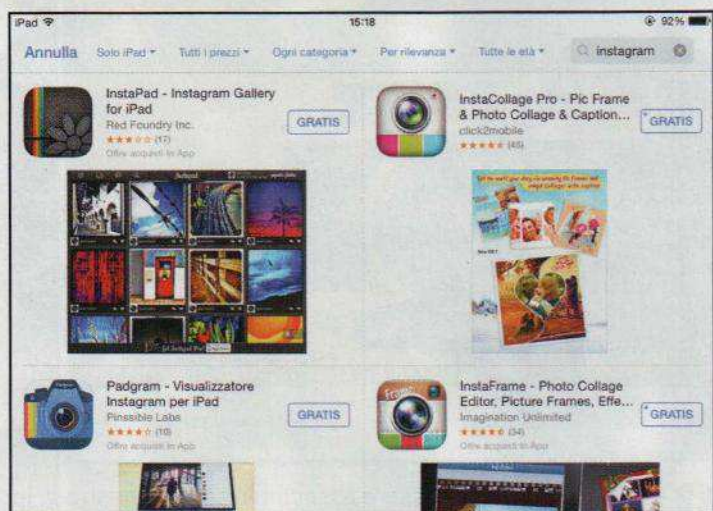 iPad 15:18 92%
Annulla Solo iPad Tutti i prezzi Ogni categoria Per rilevanza Tutte le età instagram
InstaPad - Instagram Gallery
for iPad
Red Foundry Inc.
(17)
Offre acquisti In App
GRATIS
InstaCollage Pro - Pic Frame
& Photo Collage & Caption...
click2mobile
(45)
GRATIS
Padgram - Visualizzatore
Instagram per iPad
Pinssible Labs
(10)
Offre acquisti In App
GRATIS
InstaFrame - Photo Collage
Editor, Picture Frames, Effe...
Imagination Unlimited
(34)
Offre acquisti In App
GRATIS